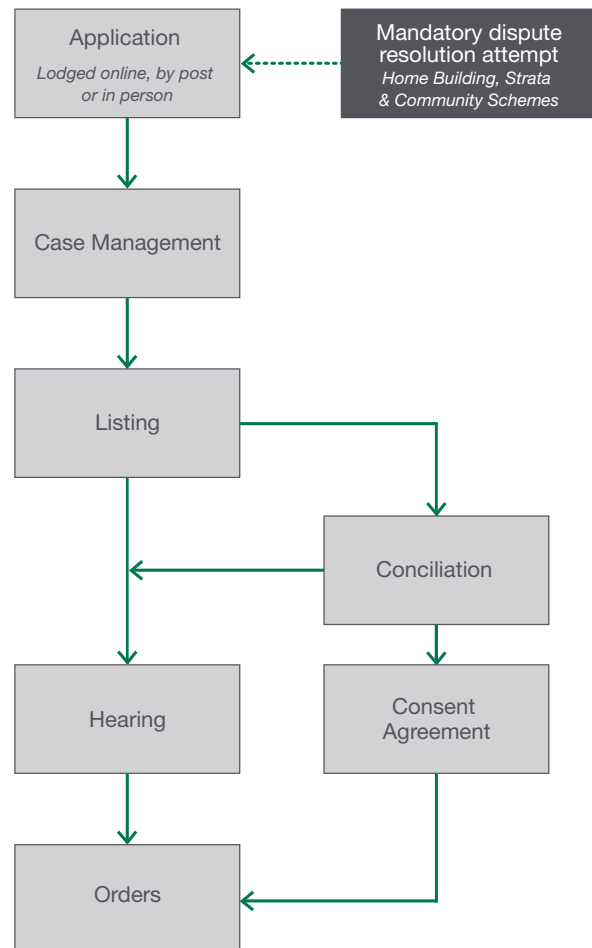 Application
Lodged online, by post
or in person
Mandatory dispute
resolution attempt
Home Building, Strata
& Community Schemes
Case Management
Listing
Conciliation
Hearing
Consent
Agreement
Orders